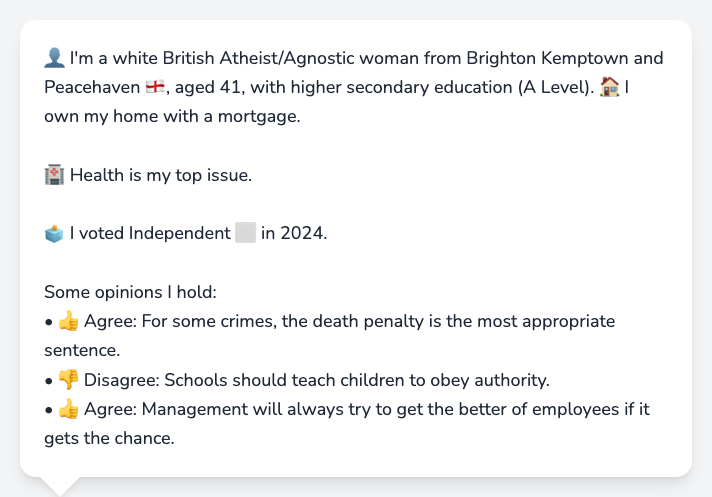 👤 I'm a white British Atheist/Agnostic woman from Brighton Kemptown and
Peacehaven 🏴󠁧󠁢󠁥󠁮󠁧󠁿, aged 41, with higher secondary education (A Level). 🏠 I
own my home with a mortgage.
🏥 Health is my top issue.
🗳️ I voted Independent ⬜ in 2024.
Some opinions I hold:
• 👍 Agree: For some crimes, the death penalty is the most appropriate
sentence.
• 👎 Disagree: Schools should teach children to obey authority.
• 👍 Agree: Management will always try to get the better of employees if it
gets the chance.